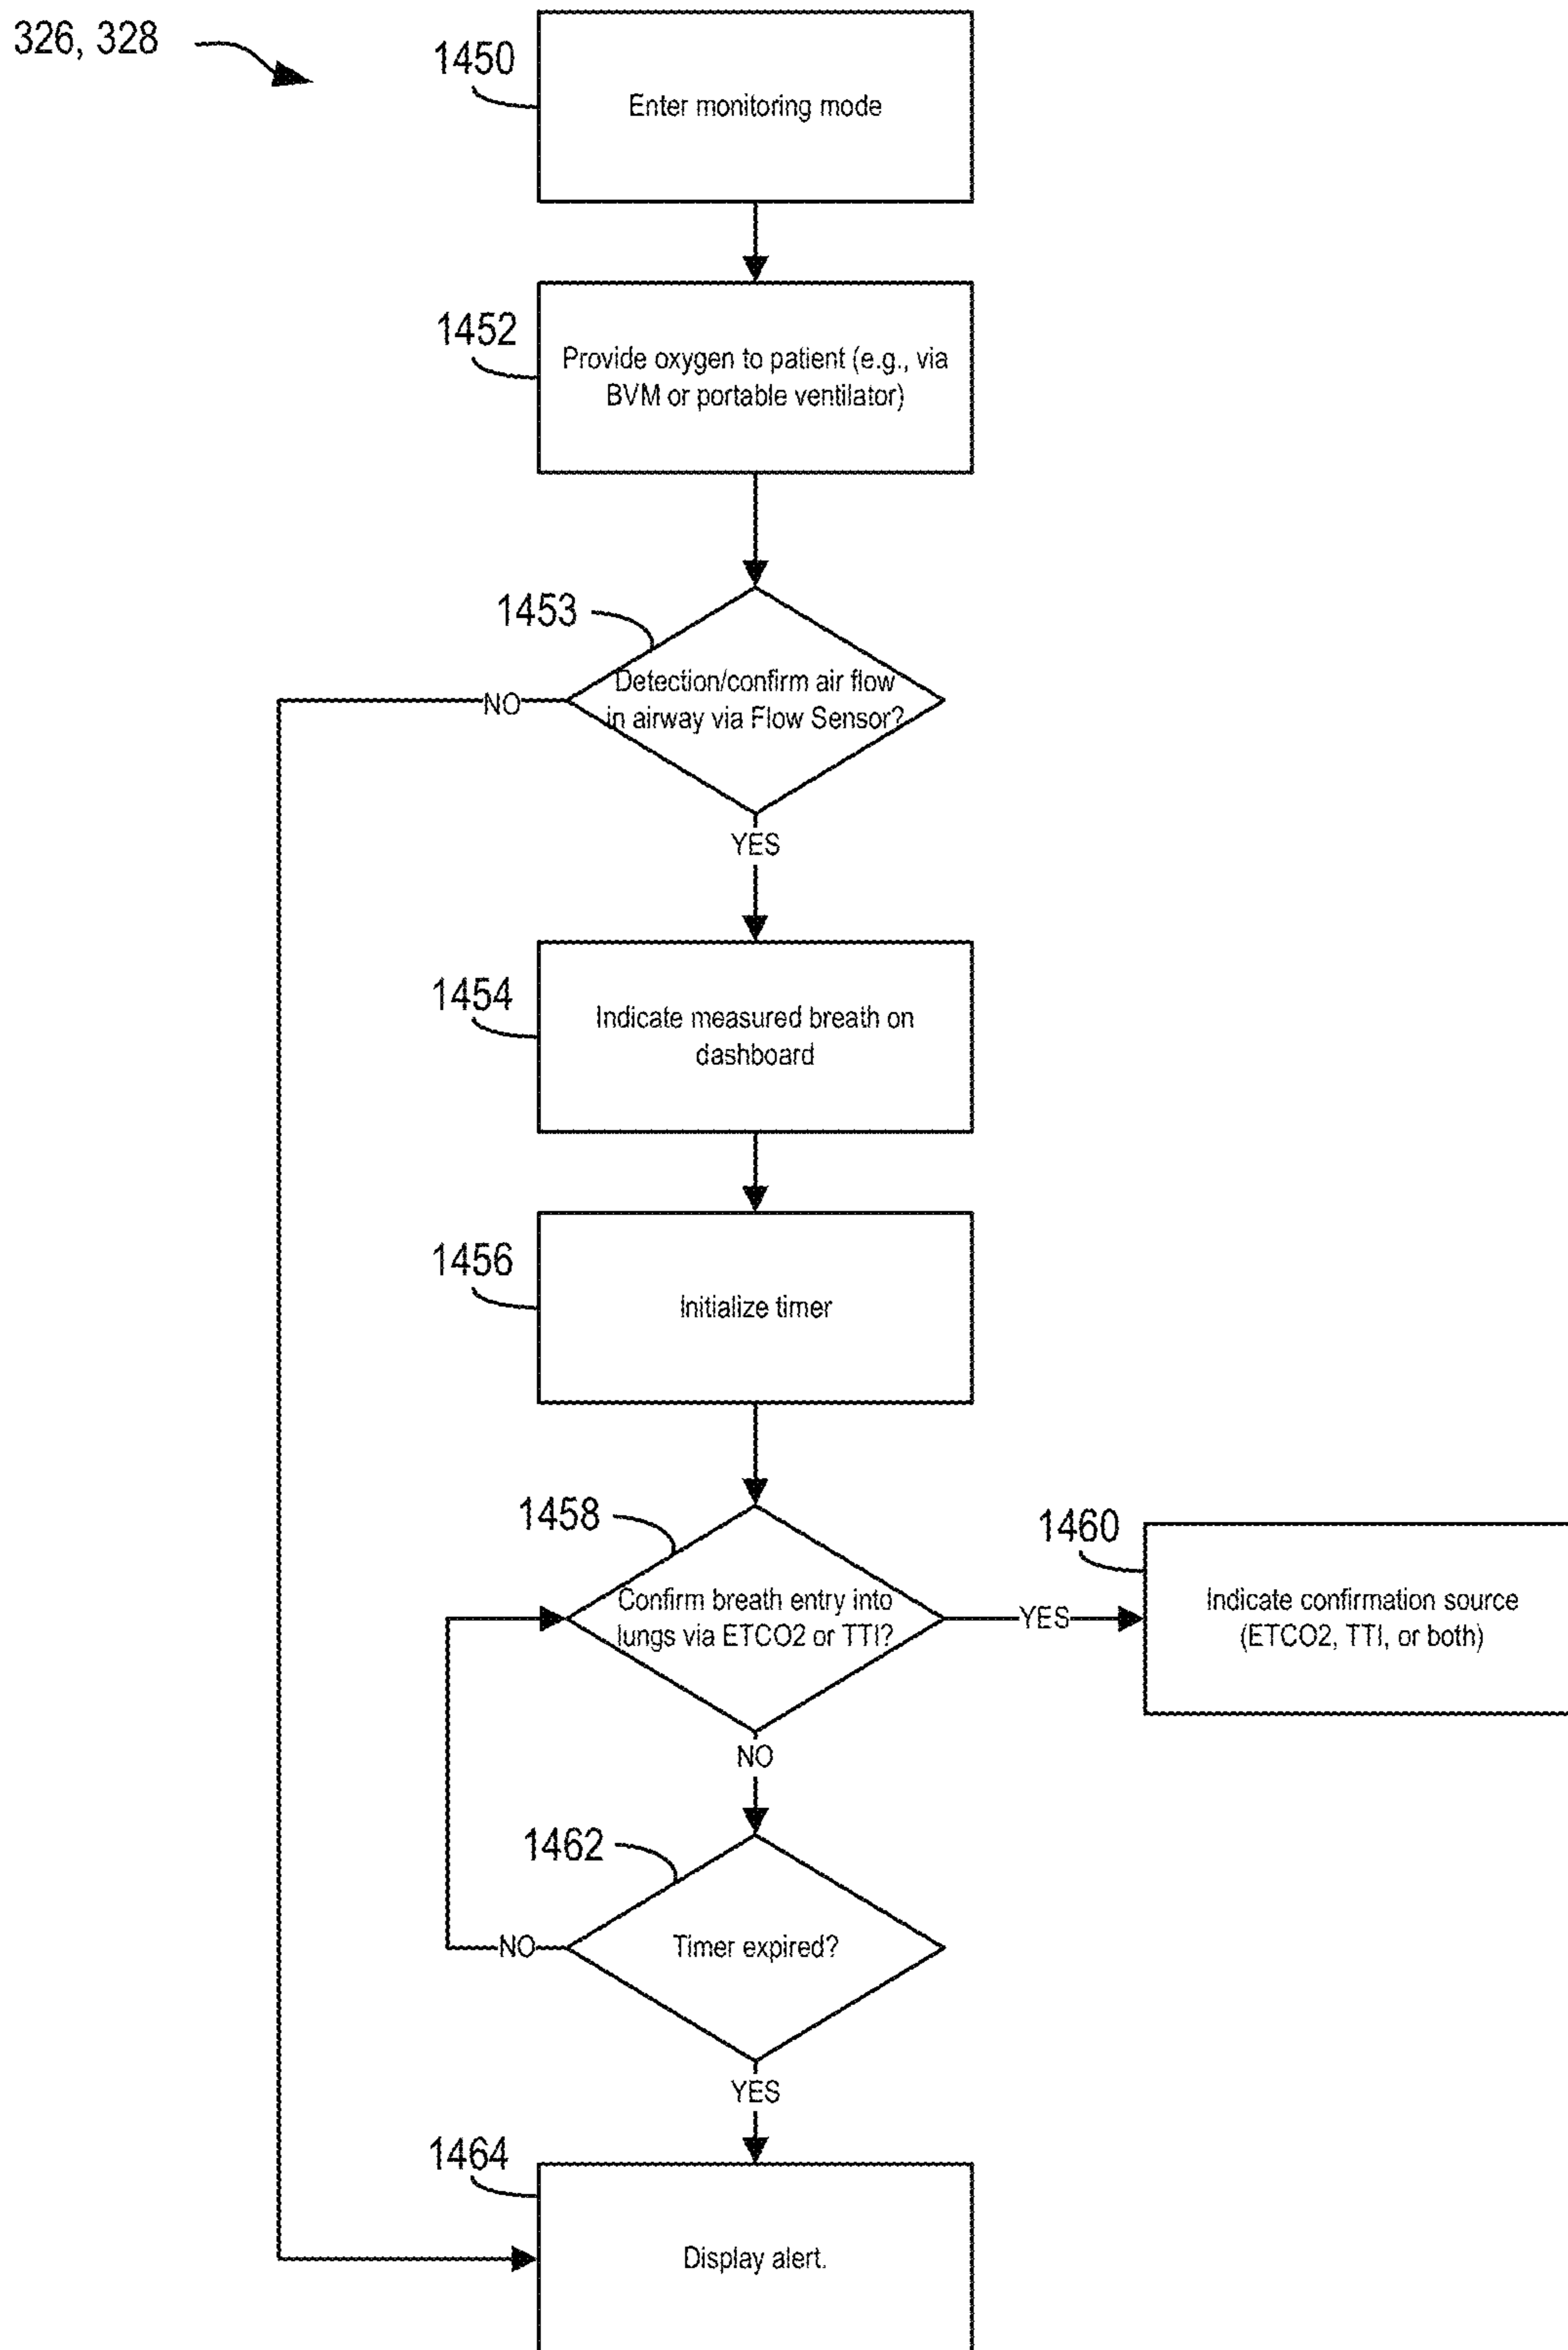 326, 328
1450
Enter monitoring mode
1452
Provide oxygen to patient (e.g., via
BVM or portable ventilator)
1453
Detection/confirm air flow
in airway via Flow Sensor?
NO
YES
1454
Indicate measured breath on
dashboard
1456
Initialize timer
1458
Confirm breath entry into
lungs via ETCO2 or TTI?
YES
1460
Indicate confirmation source
(ETCO2, TTI, or both)
NO
1462
Timer expired?
NO
YES
1464
Display alert.